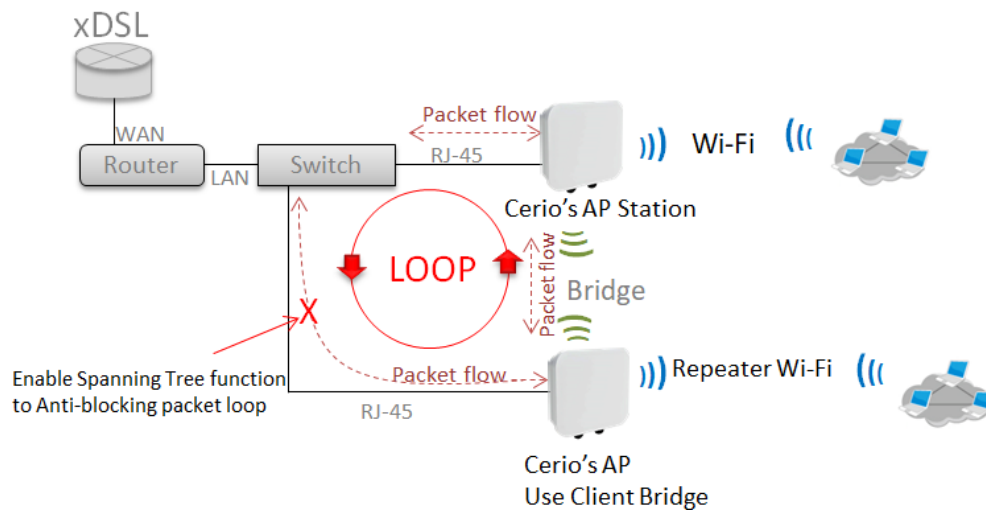 xDSL
WAN
Router
LAN
Switch
Packet flow
RJ-45
Wi-Fi
Cerio's AP Station
LOOP
Packet flow
Bridge
X
Enable Spanning Tree function
to Anti-blocking packet loop
Packet flow
RJ-45
Repeater Wi-Fi
Cerio's AP
Use Client Bridge